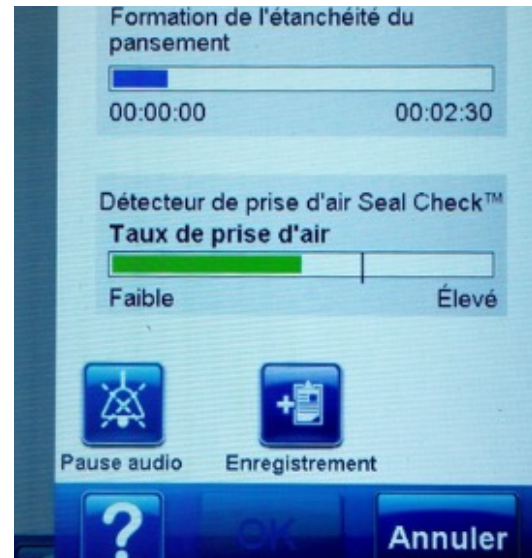 Formation de l'étanchéité du
pansement
00:00:00 00:02:30
Détecteur de prise d'air Seal Check™
Taux de prise d'air
Faible Élevé
Pause audio Enregistrement
? OK Annuler